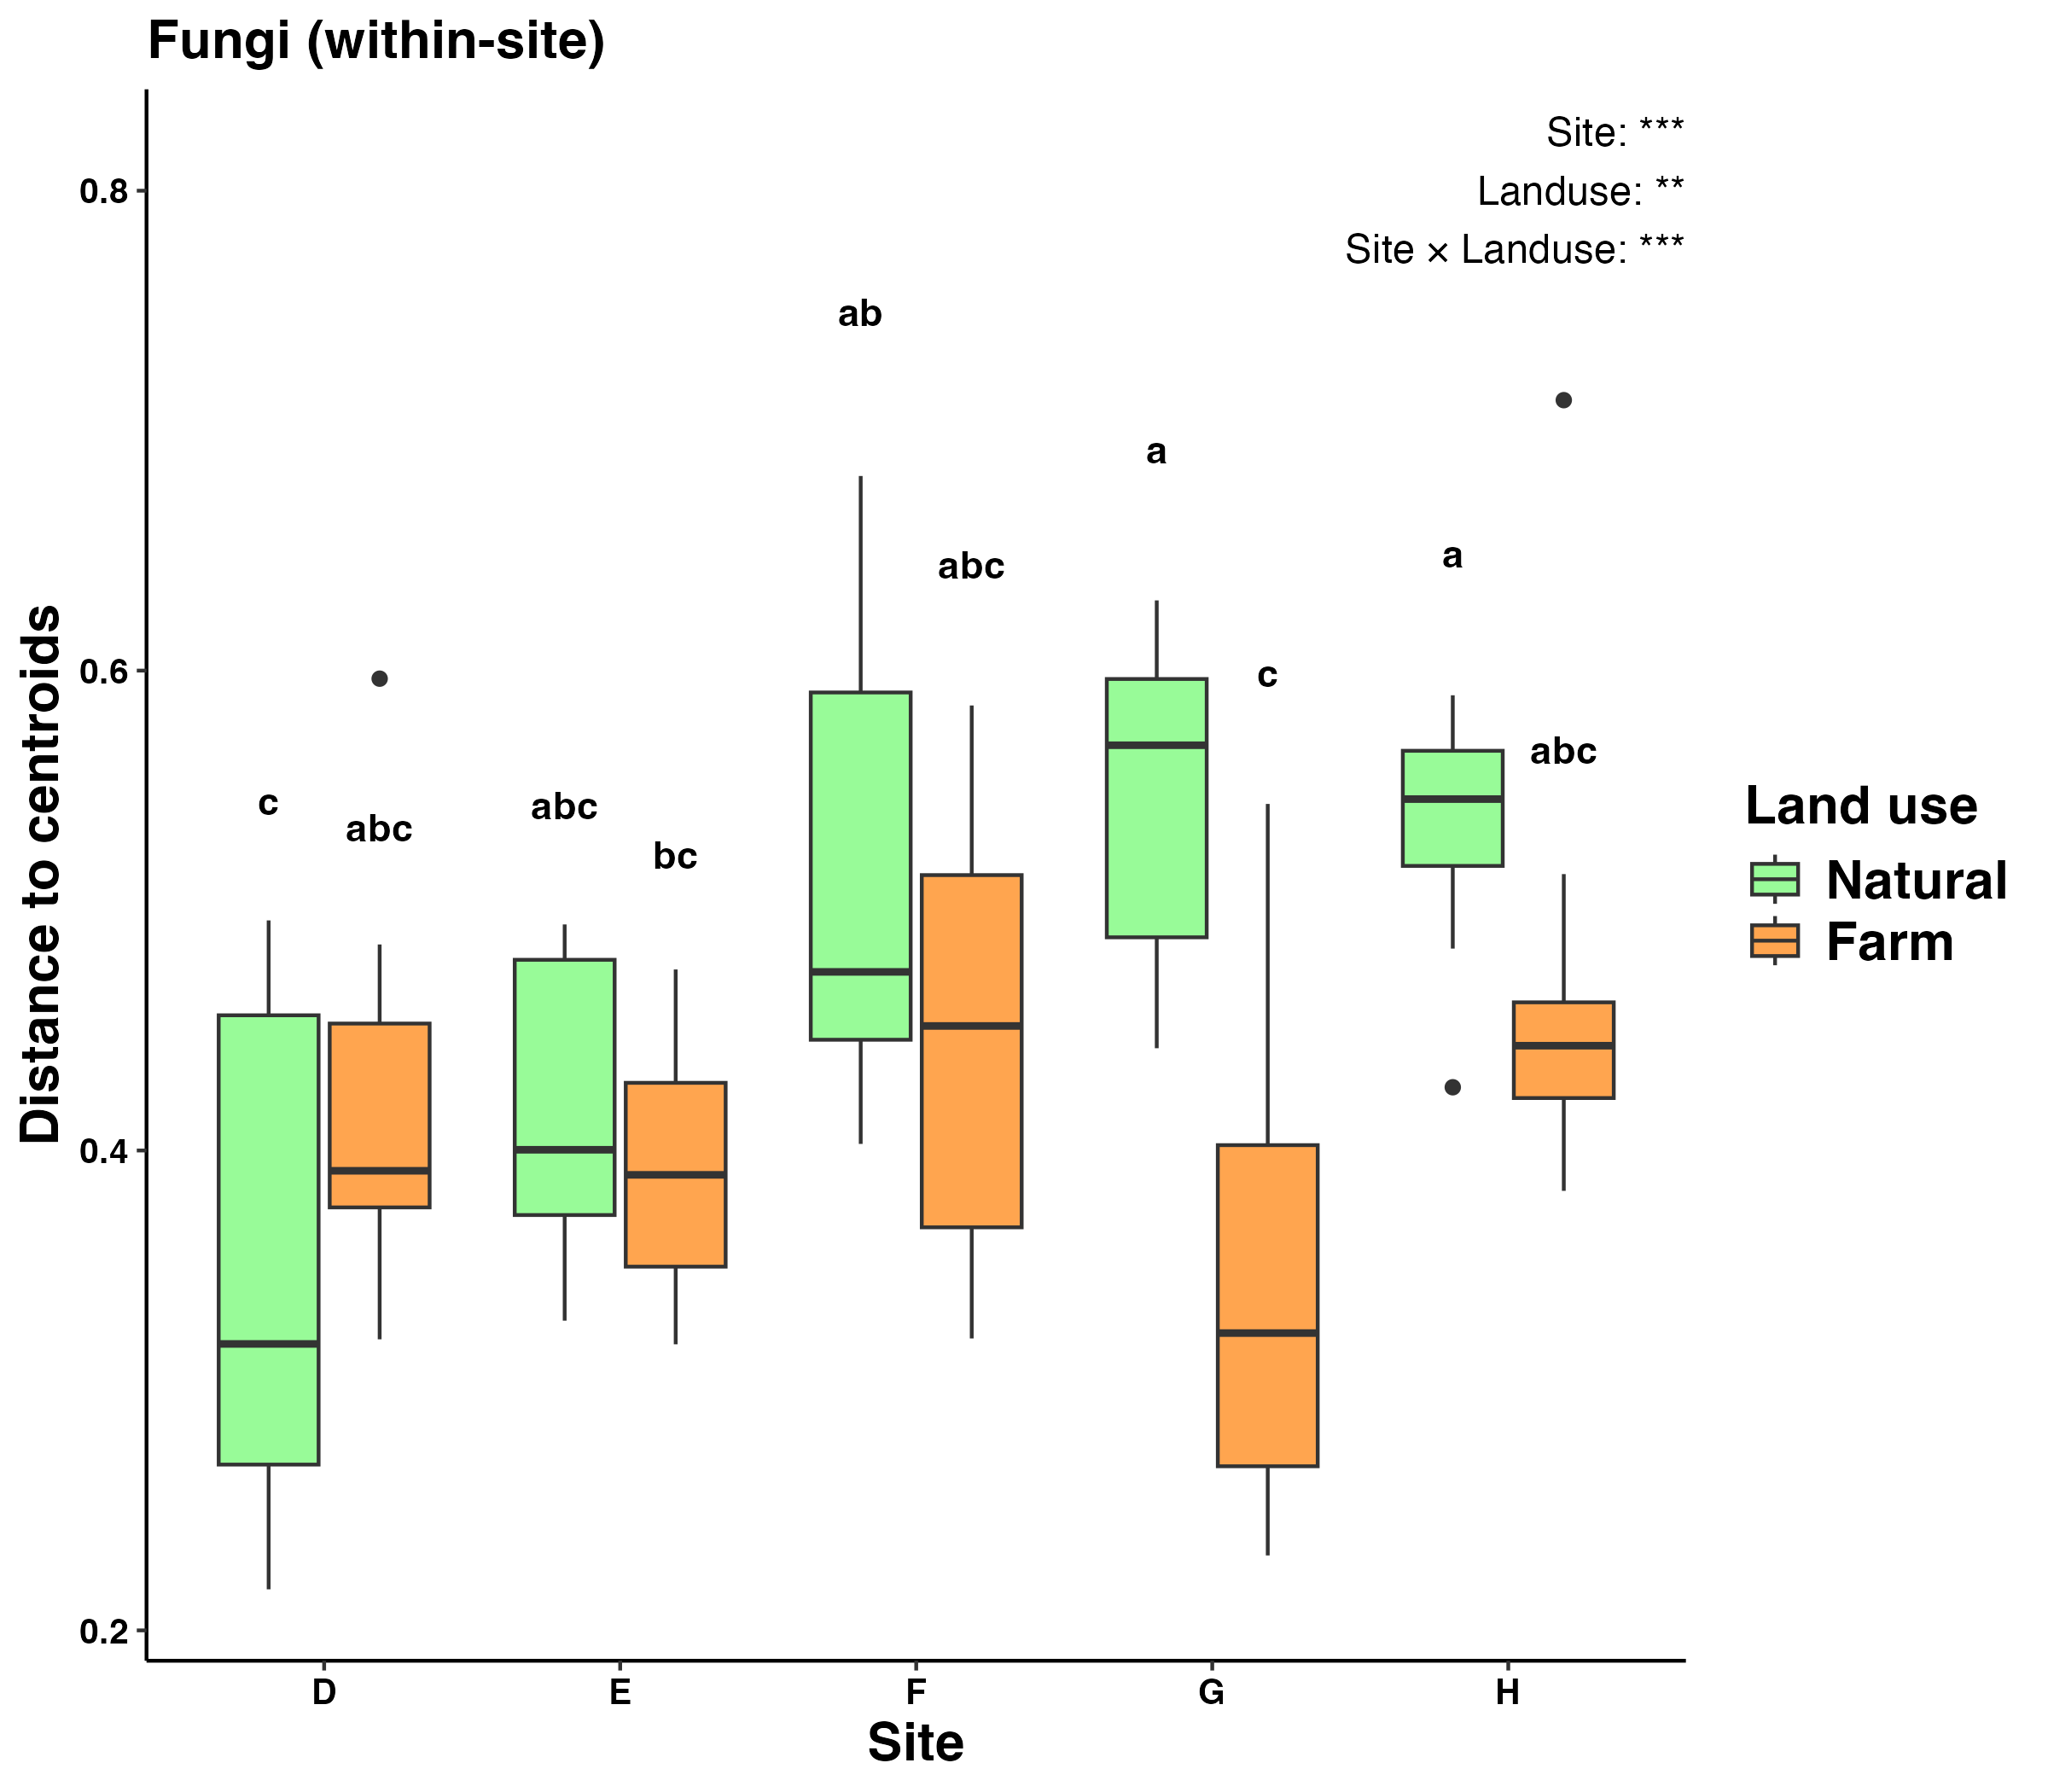 Fungi (within-site)
Site: ***
Landuse: **
Site × Landuse: ***
0.8
0.6
0.4
0.2
Distance to centroids
c
abc
abc
bc
ab
abc
a
c
a
abc
D
E
F
G
H
Site
Land use
Natural
Farm